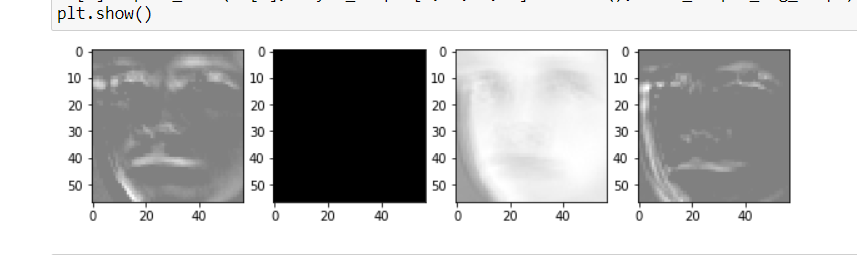 plt.show()
0 0 0 0
10 10 10 10
20 20 20 20
30 30 30 30
40 40 40 40
50 50 50 50
0 20 40 0 20 40 0 20 40 0 20 40